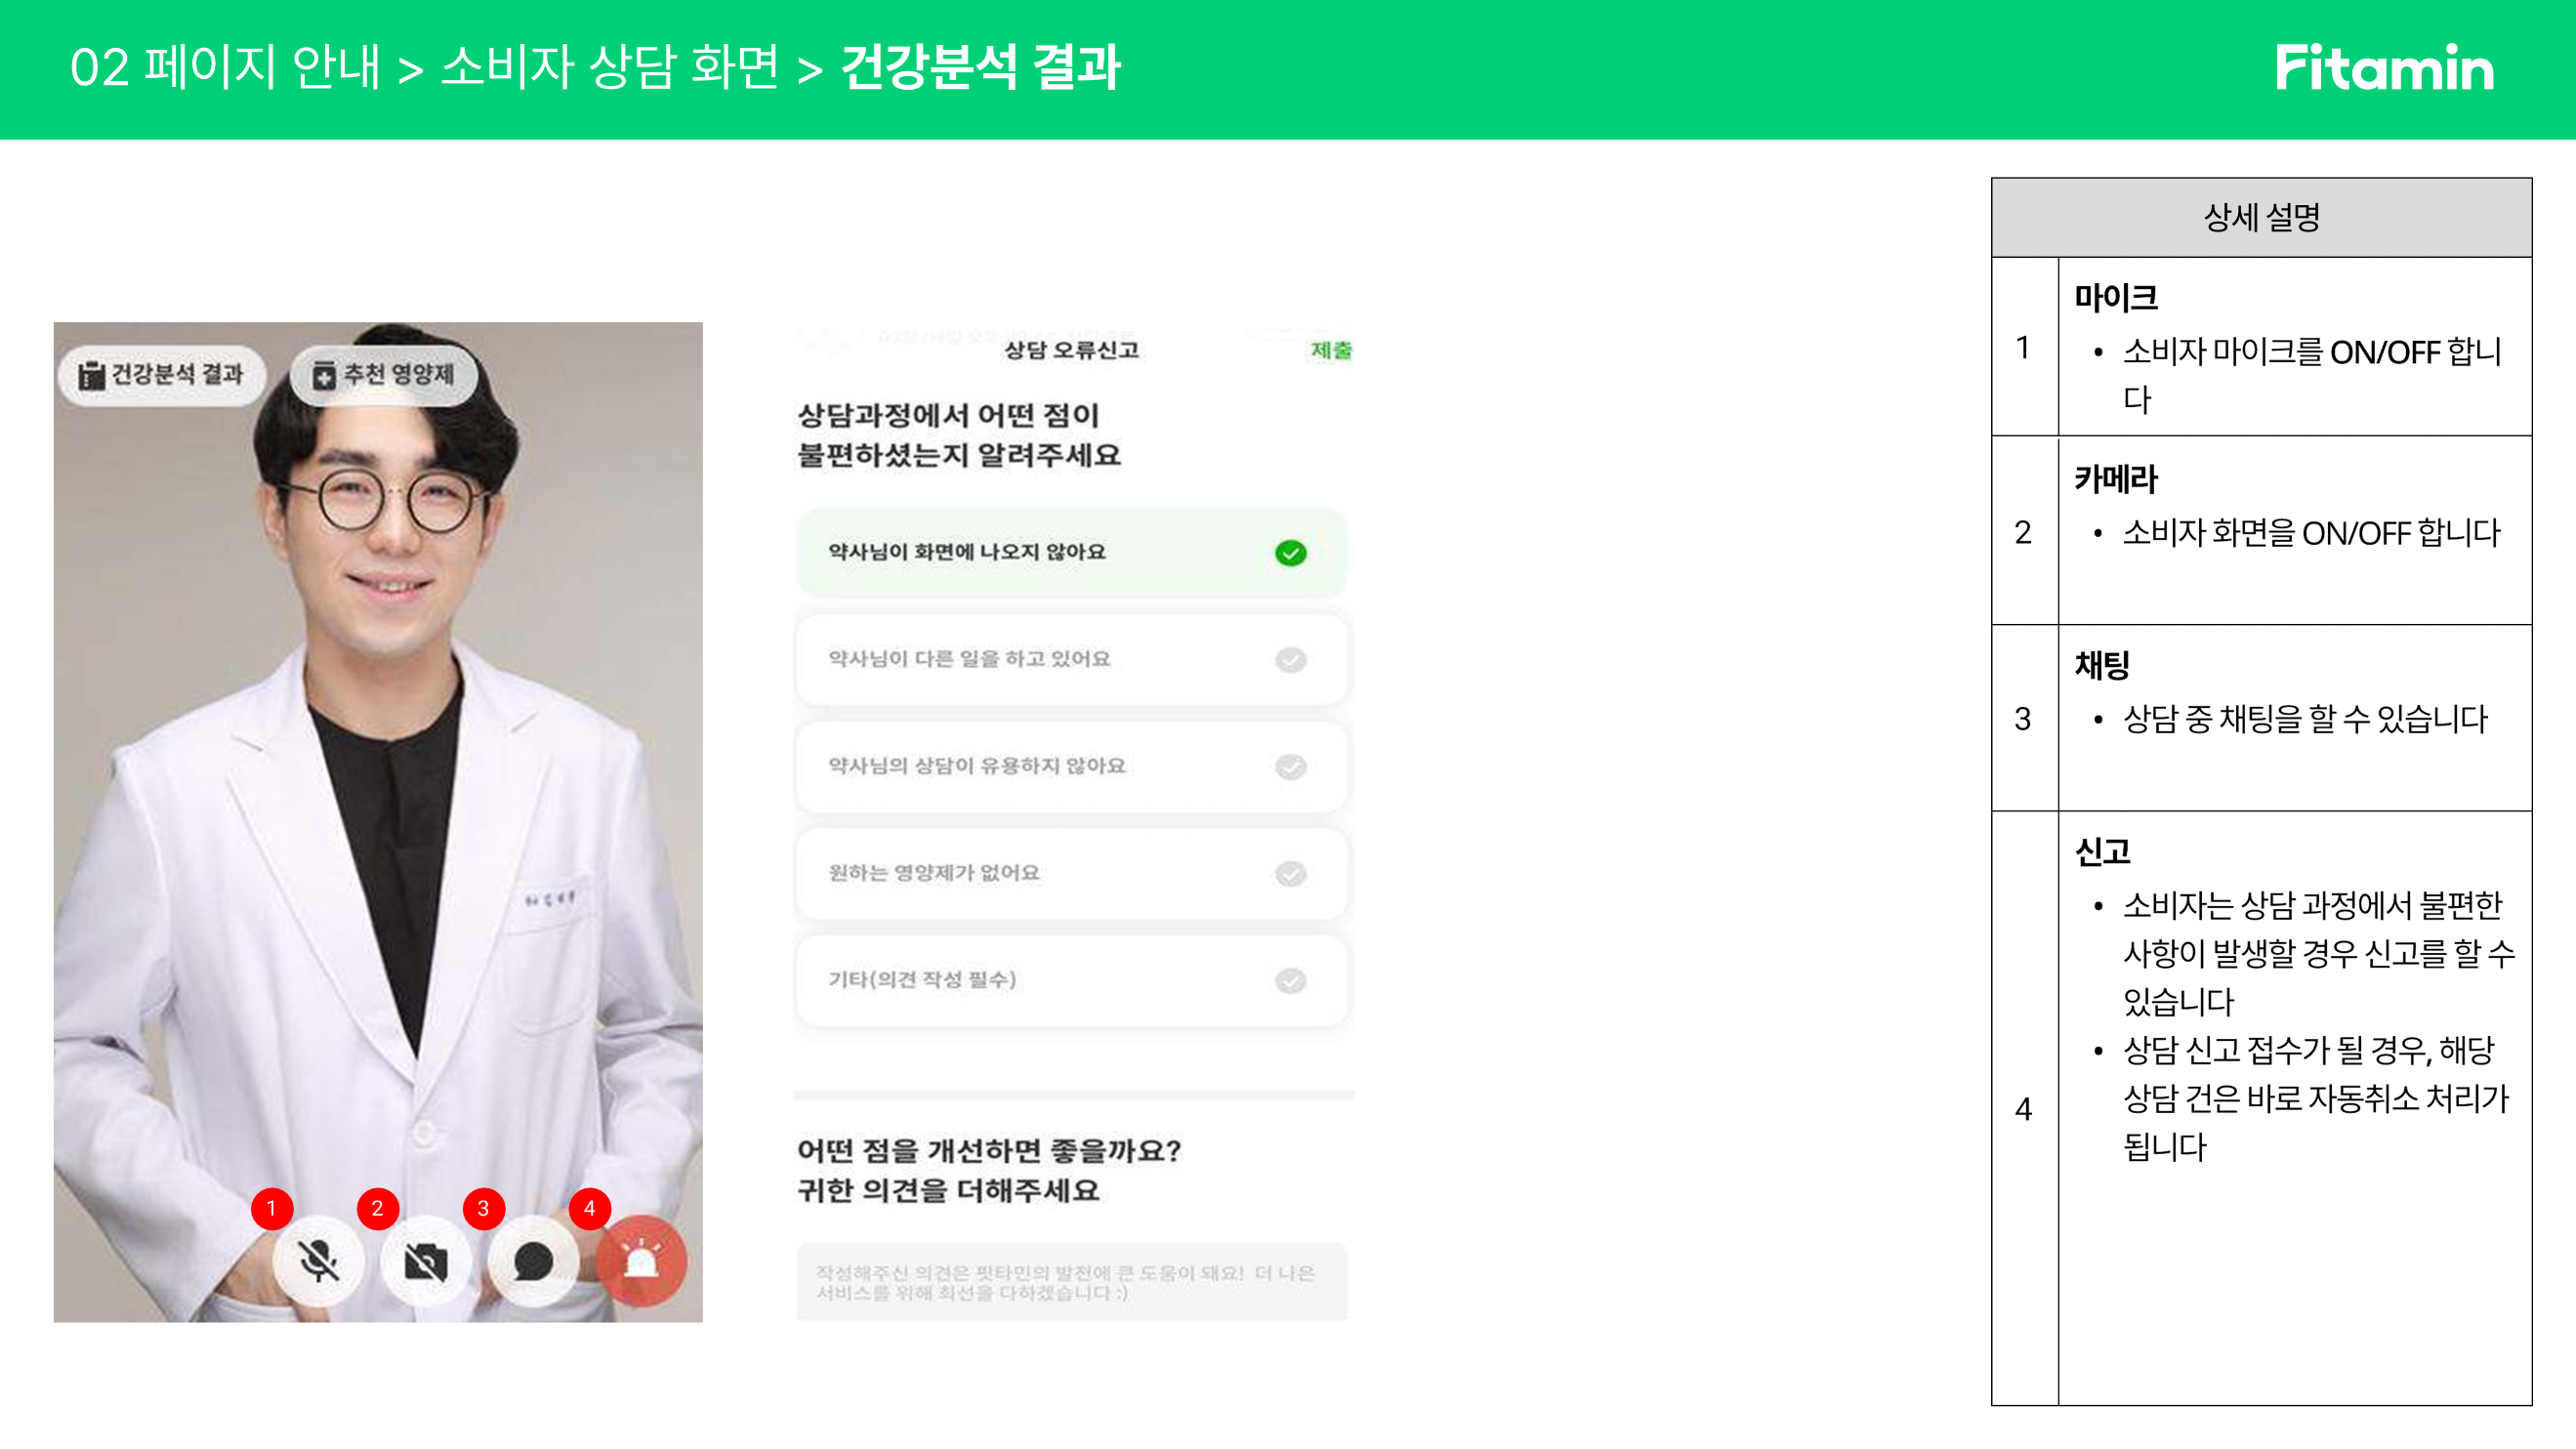 02 페이지 안내 > 소비자 상담 화면 > 건강분석 결과
Fitamin
건강분석 결과
추천 영양제
1
2
3
4
상담 오류신고
제출
상담과정에서 어떤 점이
불편하셨는지 알려주세요
약사님이 화면에 나오지 않아요
약사님이 다른 일을 하고 있어요
약사님의 상담이 유용하지 않아요
원하는 영양제가 없어요
기타(의견 작성 필수)
어떤 점을 개선하면 좋을까요?
귀한 의견을 더해주세요
작성해주신 의견은 핏타민의 발전에 큰 도움이 돼요! 더 나은
서비스를 위해 최선을 다하겠습니다 :)
상세 설명
1
마이크
• 소비자 마이크를 ON/OFF 합니
다
2
카메라
• 소비자 화면을 ON/OFF 합니다
3
채팅
• 상담 중 채팅을 할 수 있습니다
4
신고
• 소비자는 상담 과정에서 불편한
사항이 발생할 경우 신고를 할 수
있습니다
• 상담 신고 접수가 될 경우, 해당
상담 건은 바로 자동취소 처리가
됩니다